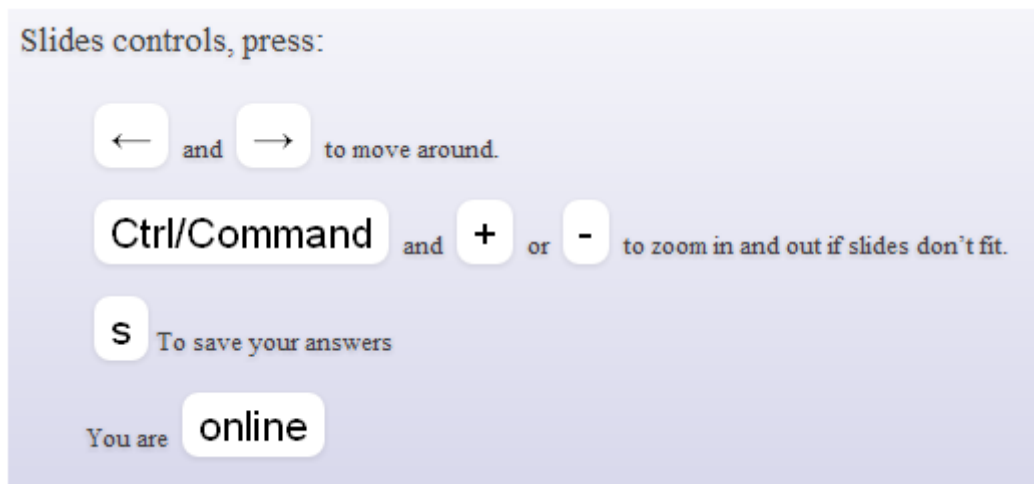 Slides controls, press:
← and → to move around.
Ctrl/Command and + or - to zoom in and out if slides don’t fit.
s To save your answers
You are online